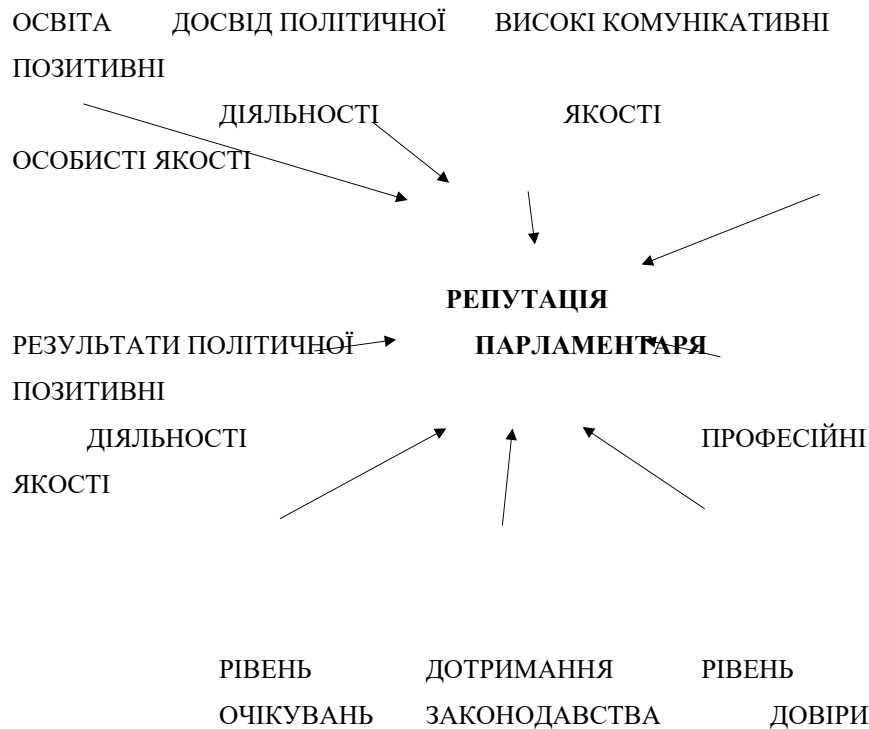 ОСВІТА ДОСВІД ПОЛІТИЧНОЇ ВИСОКІ КОМУНІКАТИВНІ
ПОЗИТИВНІ
ДІЯЛЬНОСТІ ЯКОСТІ
ОСОБИСТІ ЯКОСТІ
РЕПУТАЦІЯ
РЕЗУЛЬТАТИ ПОЛІТИЧНОЇ ПАРЛАМЕНТАРЯ
ПОЗИТИВНІ
ДІЯЛЬНОСТІ ПРОФЕСІЙНІ
ЯКОСТІ
РІВЕНЬ ДОТРИМАННЯ РІВЕНЬ
ОЧІКУВАНЬ ЗАКОНОДАВСТВА ДОВІРИ